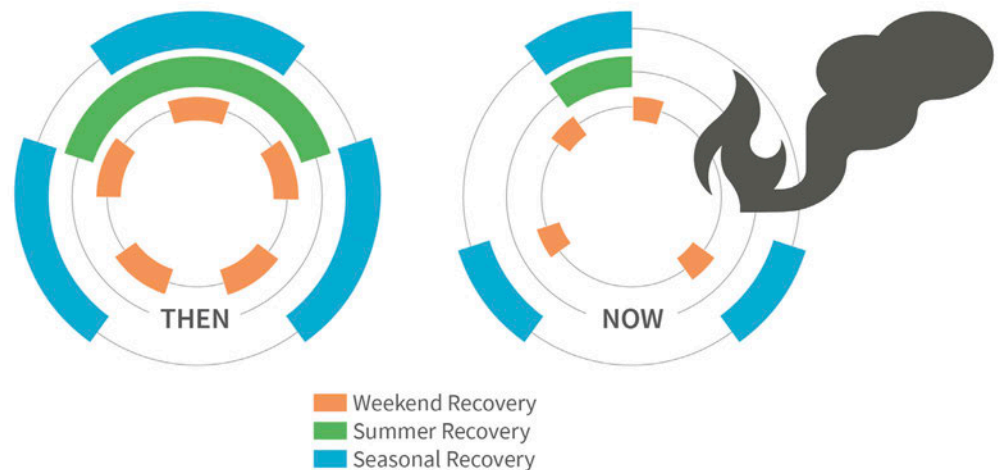 THEN
NOW
Weekend Recovery
Summer Recovery
Seasonal Recovery